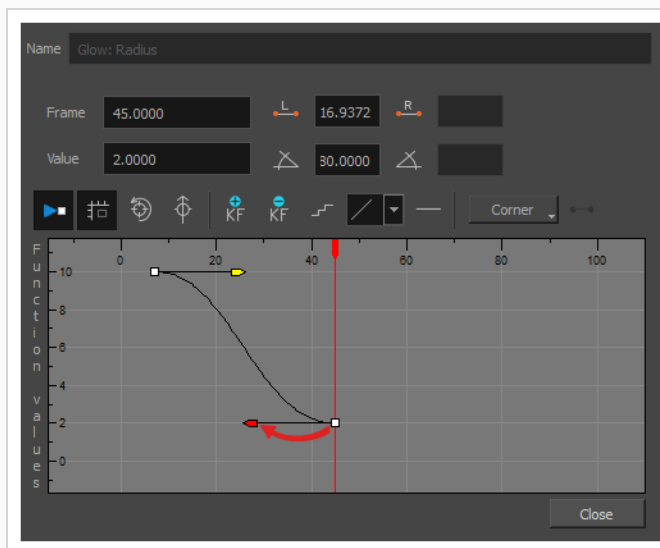 Name Glow: Radius
Frame 45.0000 L 16.9372 R
Value 2.0000 30.0000
KF KF Corner
Function values
0 20 40 60 80 100
10
8
6
4
2
0
Close